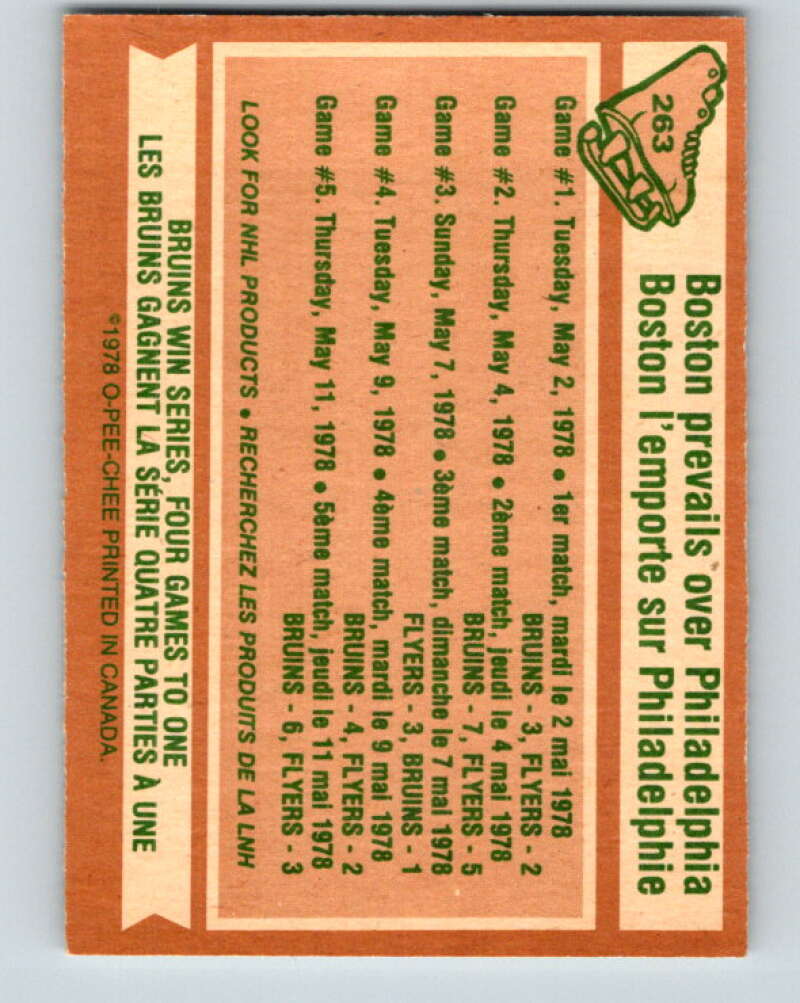 263
Boston prevails over Philadelphia
Boston l'emporte sur Philadelphie
Game #1. Tuesday, May 2, 1978 • 1er match, mardi le 2 mai 1978
BRUINS - 3, FLYERS - 2
Game #2. Thursday, May 4, 1978 • 2ème match, jeudi le 4 mai 1978
BRUINS - 7, FLYERS - 5
Game #3. Sunday, May 7, 1978 • 3ème match, dimanche le 7 mai 1978
FLYERS - 3, BRUINS - 1
Game #4. Tuesday, May 9, 1978 • 4ème match, mardi le 9 mai 1978
BRUINS - 4, FLYERS - 2
Game #5. Thursday, May 11, 1978 • 5ème match, jeudi le 11 mai 1978
BRUINS - 6, FLYERS - 3
LOOK FOR NHL PRODUCTS • RECHERCHEZ LES PRODUITS DE LA LNH
BRUINS WIN SERIES, FOUR GAMES TO ONE
LES BRUINS GAGNENT LA SÉRIE QUATRE PARTIES À UNE
©1978 O-PEE-CHEE PRINTED IN CANADA.